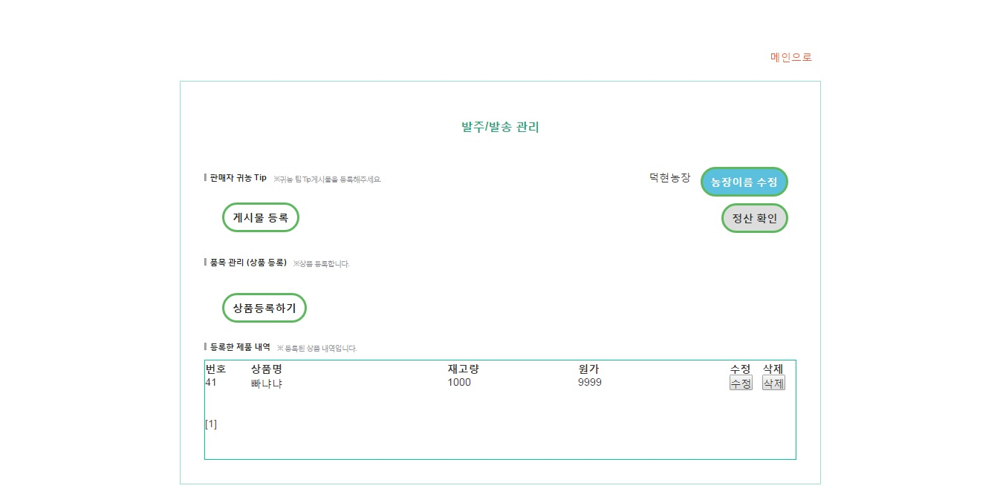 메인으로
발주/발송 관리
판매자 귀농 Tip ※귀농 팁Tip게시물을 등록해주세요.
덕현농장 농장이름 수정
게시물 등록
정산 확인
품목 관리 (상품 등록) ※상품 등록합니다.
상품등록하기
등록한 제품 내역 ※ 등록된 상품 내역입니다.
번호 상품명 재고량 원가 수정 삭제
41 빠냐냐 1000 9999 수정 삭제
[1]